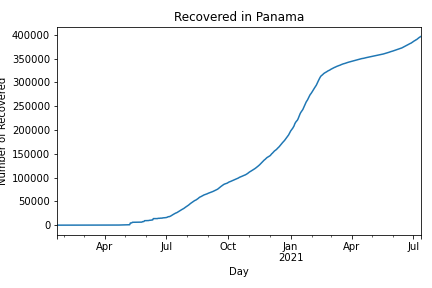 Recovered in Panama
Number of Recovered
400000
350000
300000
250000
200000
150000
100000
50000
0
Apr
Jul
Oct
Jan
2021
Apr
Jul
Day